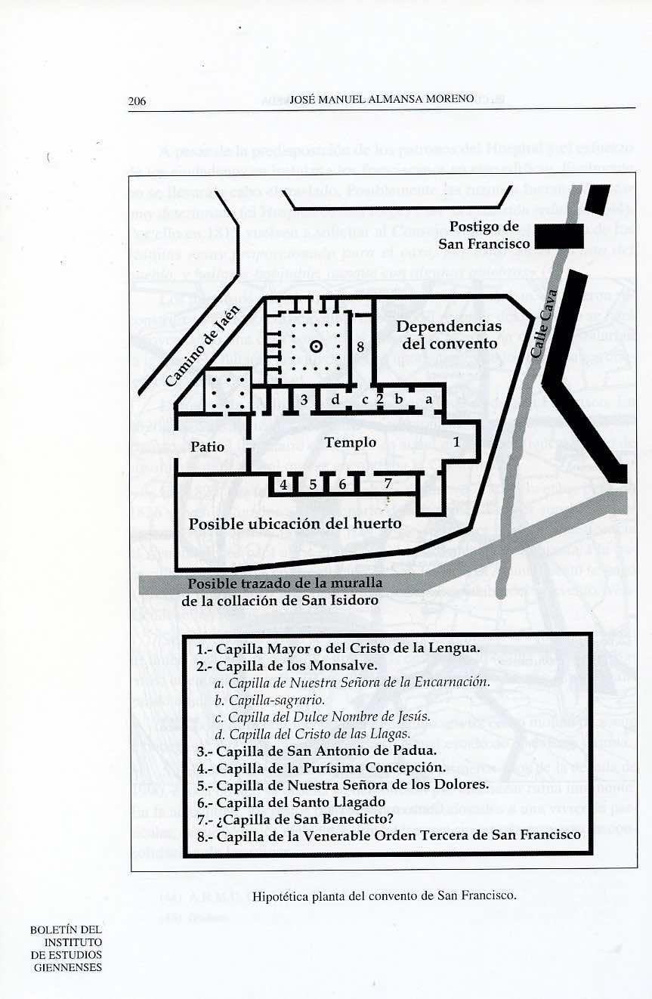 206
JOSÉ MANUEL ALMANSA MORENO
Postigo de
San Francisco
Calle Cava
Camino de Jaén
Dependencias
del convento
8
3 d c 2 b a
Patio
Templo
1
4 5 6 7
Posible ubicación del huerto
Posible trazado de la muralla
de la collación de San Isidoro
1.- Capilla Mayor o del Cristo de la Lengua.
2.- Capilla de los Monsalve.
a. Capilla de Nuestra Señora de la Encarnación.
b. Capilla-sagrario.
c. Capilla del Dulce Nombre de Jesús.
d. Capilla del Cristo de las Llagas.
3.- Capilla de San Antonio de Padua.
4.- Capilla de la Purísima Concepción.
5.- Capilla de Nuestra Señora de los Dolores.
6.- Capilla del Santo Llagado
7.- ¿Capilla de San Benedicto?
8.- Capilla de la Venerable Orden Tercera de San Francisco
Hipotética planta del convento de San Francisco.
BOLETÍN DEL
INSTITUTO
DE ESTUDIOS
GIENNENSES